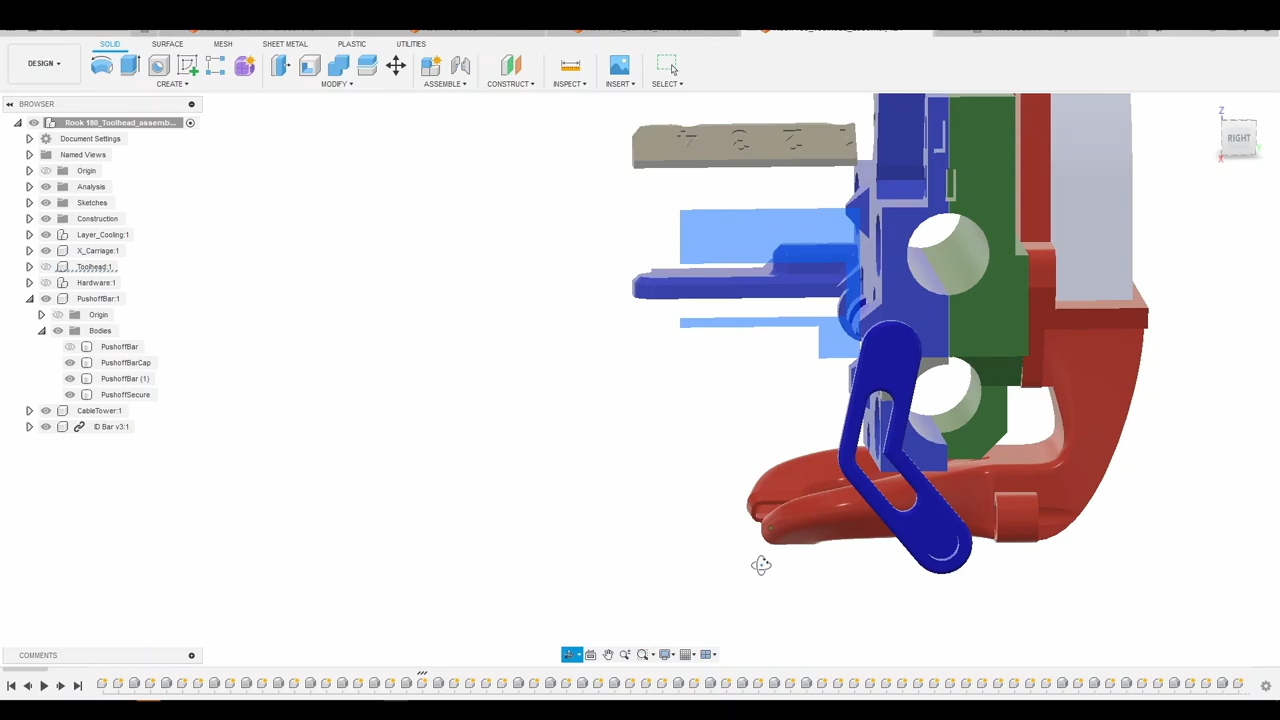 SOLID SURFACE MESH SHEET METAL PLASTIC UTILITIES
DESIGN
CREATE MODIFY ASSEMBLE CONSTRUCT INSPECT INSERT SELECT
BROWSER
Rook 180_Toolhead_assemb...
Document Settings
Named Views
Origin
Analysis
Sketches
Construction
Layer_Cooling:1
X_Carriage:1
Toolhead:1
Hardware:1
PushoffBar:1
Origin
Bodies
PushoffBar
PushoffBarCap
PushoffBar (1)
PushoffSecure
CableTower:1
ID Bar v3:1
Z
RIGHT
X
Y
COMMENTS